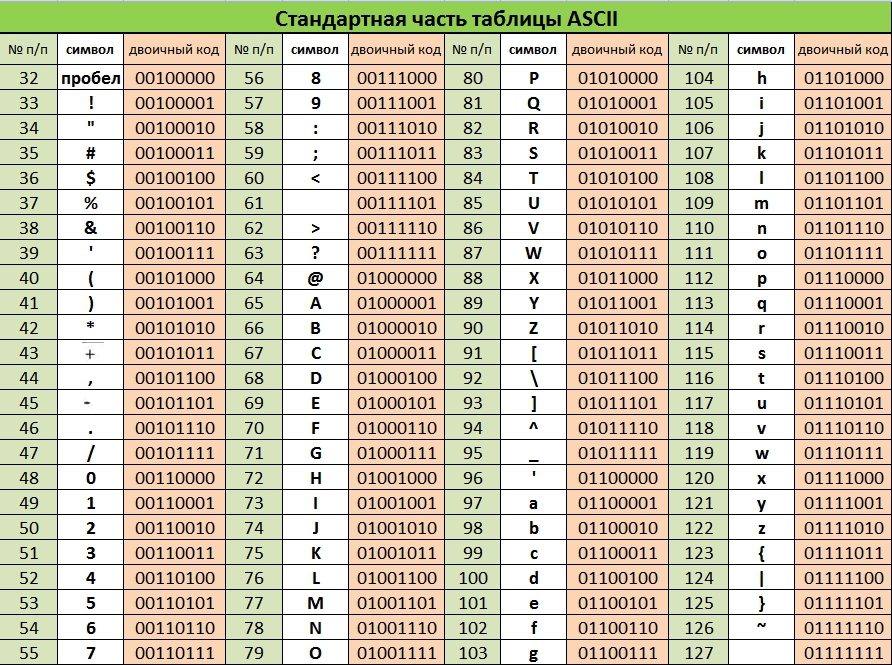 Стандартная часть таблицы ASCII
№ п/п символ двоичный код № п/п символ двоичный код № п/п символ двоичный код № п/п символ двоичный код
32 пробел 00100000 56 8 00111000 80 P 01010000 104 h 01101000
33 ! 00100001 57 9 00111001 81 Q 01010001 105 i 01101001
34 " 00100010 58 : 00111010 82 R 01010010 106 j 01101010
35 # 00100011 59 ; 00111011 83 S 01010011 107 k 01101011
36 $ 00100100 60 < 00111100 84 T 01010100 108 l 01101100
37 % 00100101 61 00111101 85 U 01010101 109 m 01101101
38 & 00100110 62 > 00111110 86 V 01010110 110 n 01101110
39 ' 00100111 63 ? 00111111 87 W 01010111 111 o 01101111
40 ( 00101000 64 @ 01000000 88 X 01011000 112 p 01110000
41 ) 00101001 65 A 01000001 89 Y 01011001 113 q 01110001
42 * 00101010 66 B 01000010 90 Z 01011010 114 r 01110010
43 + 00101011 67 C 01000011 91 [ 01011011 115 s 01110011
44 , 00101100 68 D 01000100 92 \ 01011100 116 t 01110100
45 - 00101101 69 E 01000101 93 ] 01011101 117 u 01110101
46 . 00101110 70 F 01000110 94 ^ 01011110 118 v 01110110
47 / 00101111 71 G 01000111 95 _ 01011111 119 w 01110111
48 0 00110000 72 H 01001000 96 ' 01100000 120 x 01111000
49 1 00110001 73 I 01001001 97 a 01100001 121 y 01111001
50 2 00110010 74 J 01001010 98 b 01100010 122 z 01111010
51 3 00110011 75 K 01001011 99 c 01100011 123 { 01111011
52 4 00110100 76 L 01001100 100 d 01100100 124 | 01111100
53 5 00110101 77 M 01001101 101 e 01100101 125 } 01111101
54 6 00110110 78 N 01001110 102 f 01100110 126 ~ 01111110
55 7 00110111 79 O 01001111 103 g 01100111 127 01111111